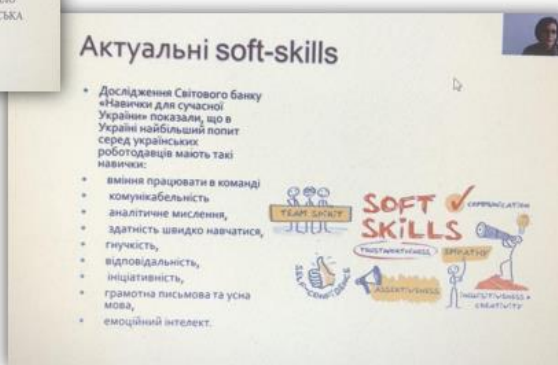 СЬКА
Актуальні soft-skills
• Дослідження Світового банку
«Навички для сучасної
України» показали, що в
Україні найбільший попит
серед українських
роботодавців мають такі
навички:
• вміння працювати в команді
• комунікабельність
• аналітичне мислення,
• здатність швидко навчатися,
• гнучкість,
• відповідальність,
• ініціативність,
• грамотна письмова та усна
мова,
• емоційний інтелект.
TEAM SPIRIT
SOFT
SKILLS
COMMUNICATION
TRUSTWORTHINESS
EMPATHY
SELF-CONFIDENCE
ASSERTIVENESS
INQUISITIVENESS +
CREATIVITY